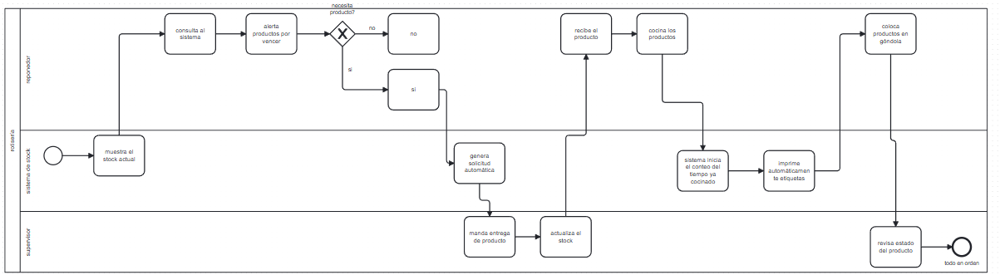 rotisería
reponedor
sistema de stock
supervisor
muestra el
stock actual
consulta al
sistema
alerta
productos por
vencer
necesita
producto?
no
no
si
si
genera
solicitud
automática
manda entrega
de producto
actualiza el
stock
recibe el
producto
cocina los
productos
sistema inicia
el conteo del
tiempo ya
cocinado
imprime
automáticamen
te etiquetas
coloca
productos en
góndola
revisa estado
del producto
todo en orden